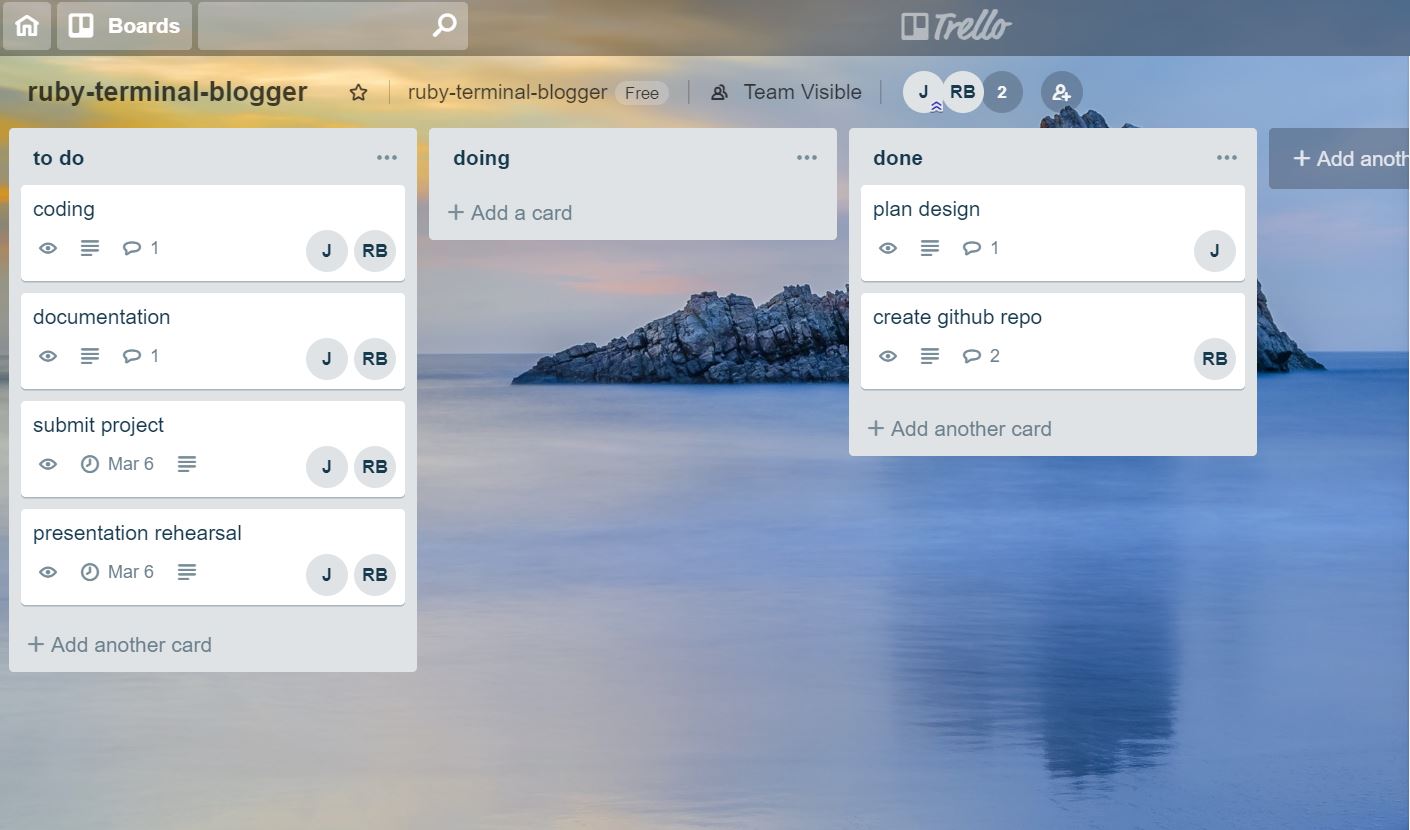 Boards
Trello
ruby-terminal-blogger
ruby-terminal-blogger Free
Team Visible
J RB 2
to do
coding
1 J RB
documentation
1 J RB
submit project
Mar 6 J RB
presentation rehearsal
Mar 6 J RB
+ Add another card
doing
+ Add a card
done
plan design
1 J
create github repo
2 RB
+ Add another card
+ Add anoth